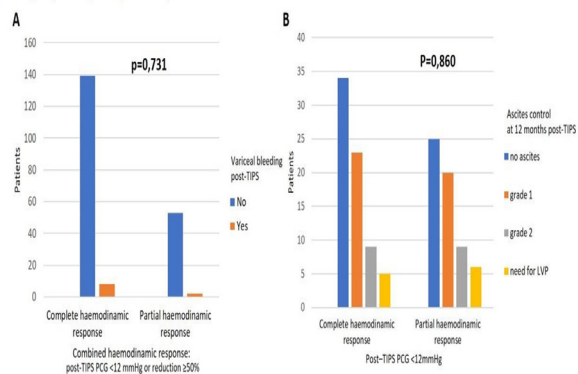 A
p=0,731
160
140
120
100
80
60
40
20
0
Patients
Variceal bleeding
post-TIPS
No
Yes
Complete haemodinamic
response
Partial haemodinamic
response
Combined haemodinamic response:
post-TIPS PCG <12 mmHg or reduction ≥50%
B
P=0,860
40
35
30
25
20
15
10
5
0
Patients
Ascites control
at 12 months post-TIPS
no ascites
grade 1
grade 2
need for LVP
Complete haemodinamic
response
Partial haemodinamic
response
Post-TIPS PCG <12mmHg